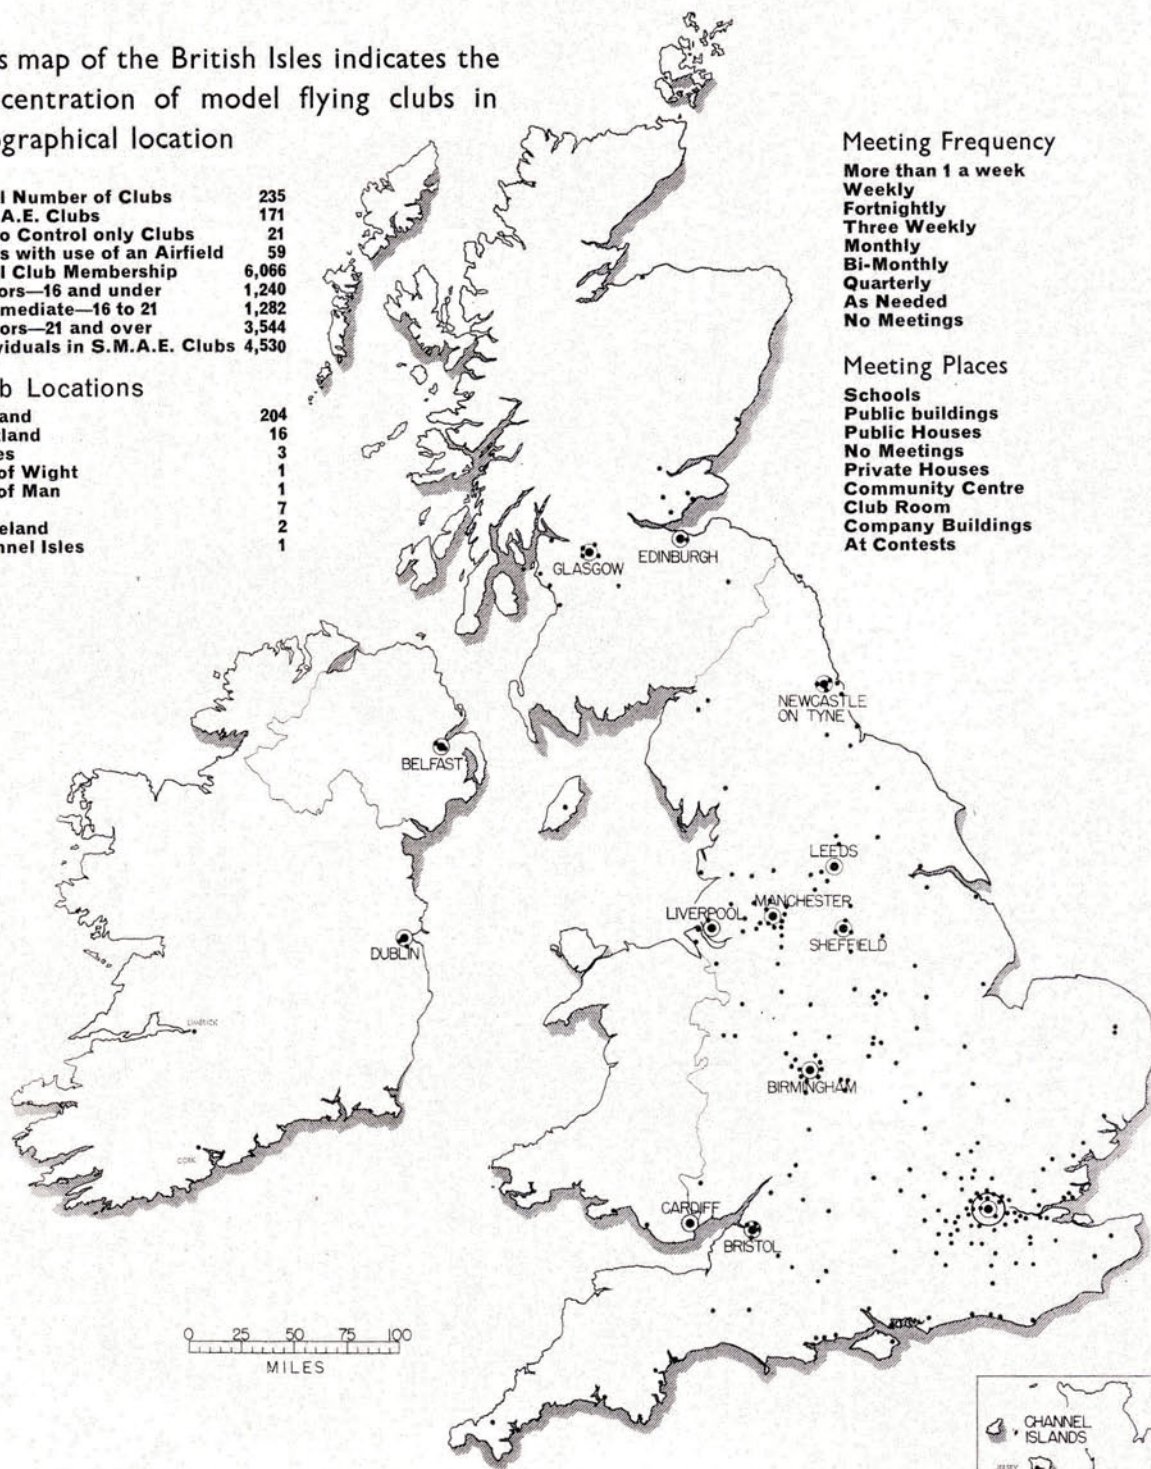 s map of the British Isles indicates the
centration of model flying clubs in
graphical location
l Number of Clubs 235
A.E. Clubs 171
o Control only Clubs 21
s with use of an Airfield 59
l Club Membership 6,066
ors—16 and under 1,240
mediate—16 to 21 1,282
ors—21 and over 3,544
viduals in S.M.A.E. Clubs 4,530
b Locations
and 204
land 16
es 3
of Wight 1
of Man 1
7
eland 2
nnel Isles 1
Meeting Frequency
More than 1 a week
Weekly
Fortnightly
Three Weekly
Monthly
Bi-Monthly
Quarterly
As Needed
No Meetings
Meeting Places
Schools
Public buildings
Public Houses
No Meetings
Private Houses
Community Centre
Club Room
Company Buildings
At Contests
GLASGOW
EDINBURGH
NEWCASTLE
ON TYNE
BELFAST
LEEDS
MANCHESTER
LIVERPOOL
SHEFFIELD
DUBLIN
LIMERICK
BIRMINGHAM
CORK
CARDIFF
BRISTOL
0 25 50 75 100
MILES
CHANNEL
ISLANDS
JERSEY